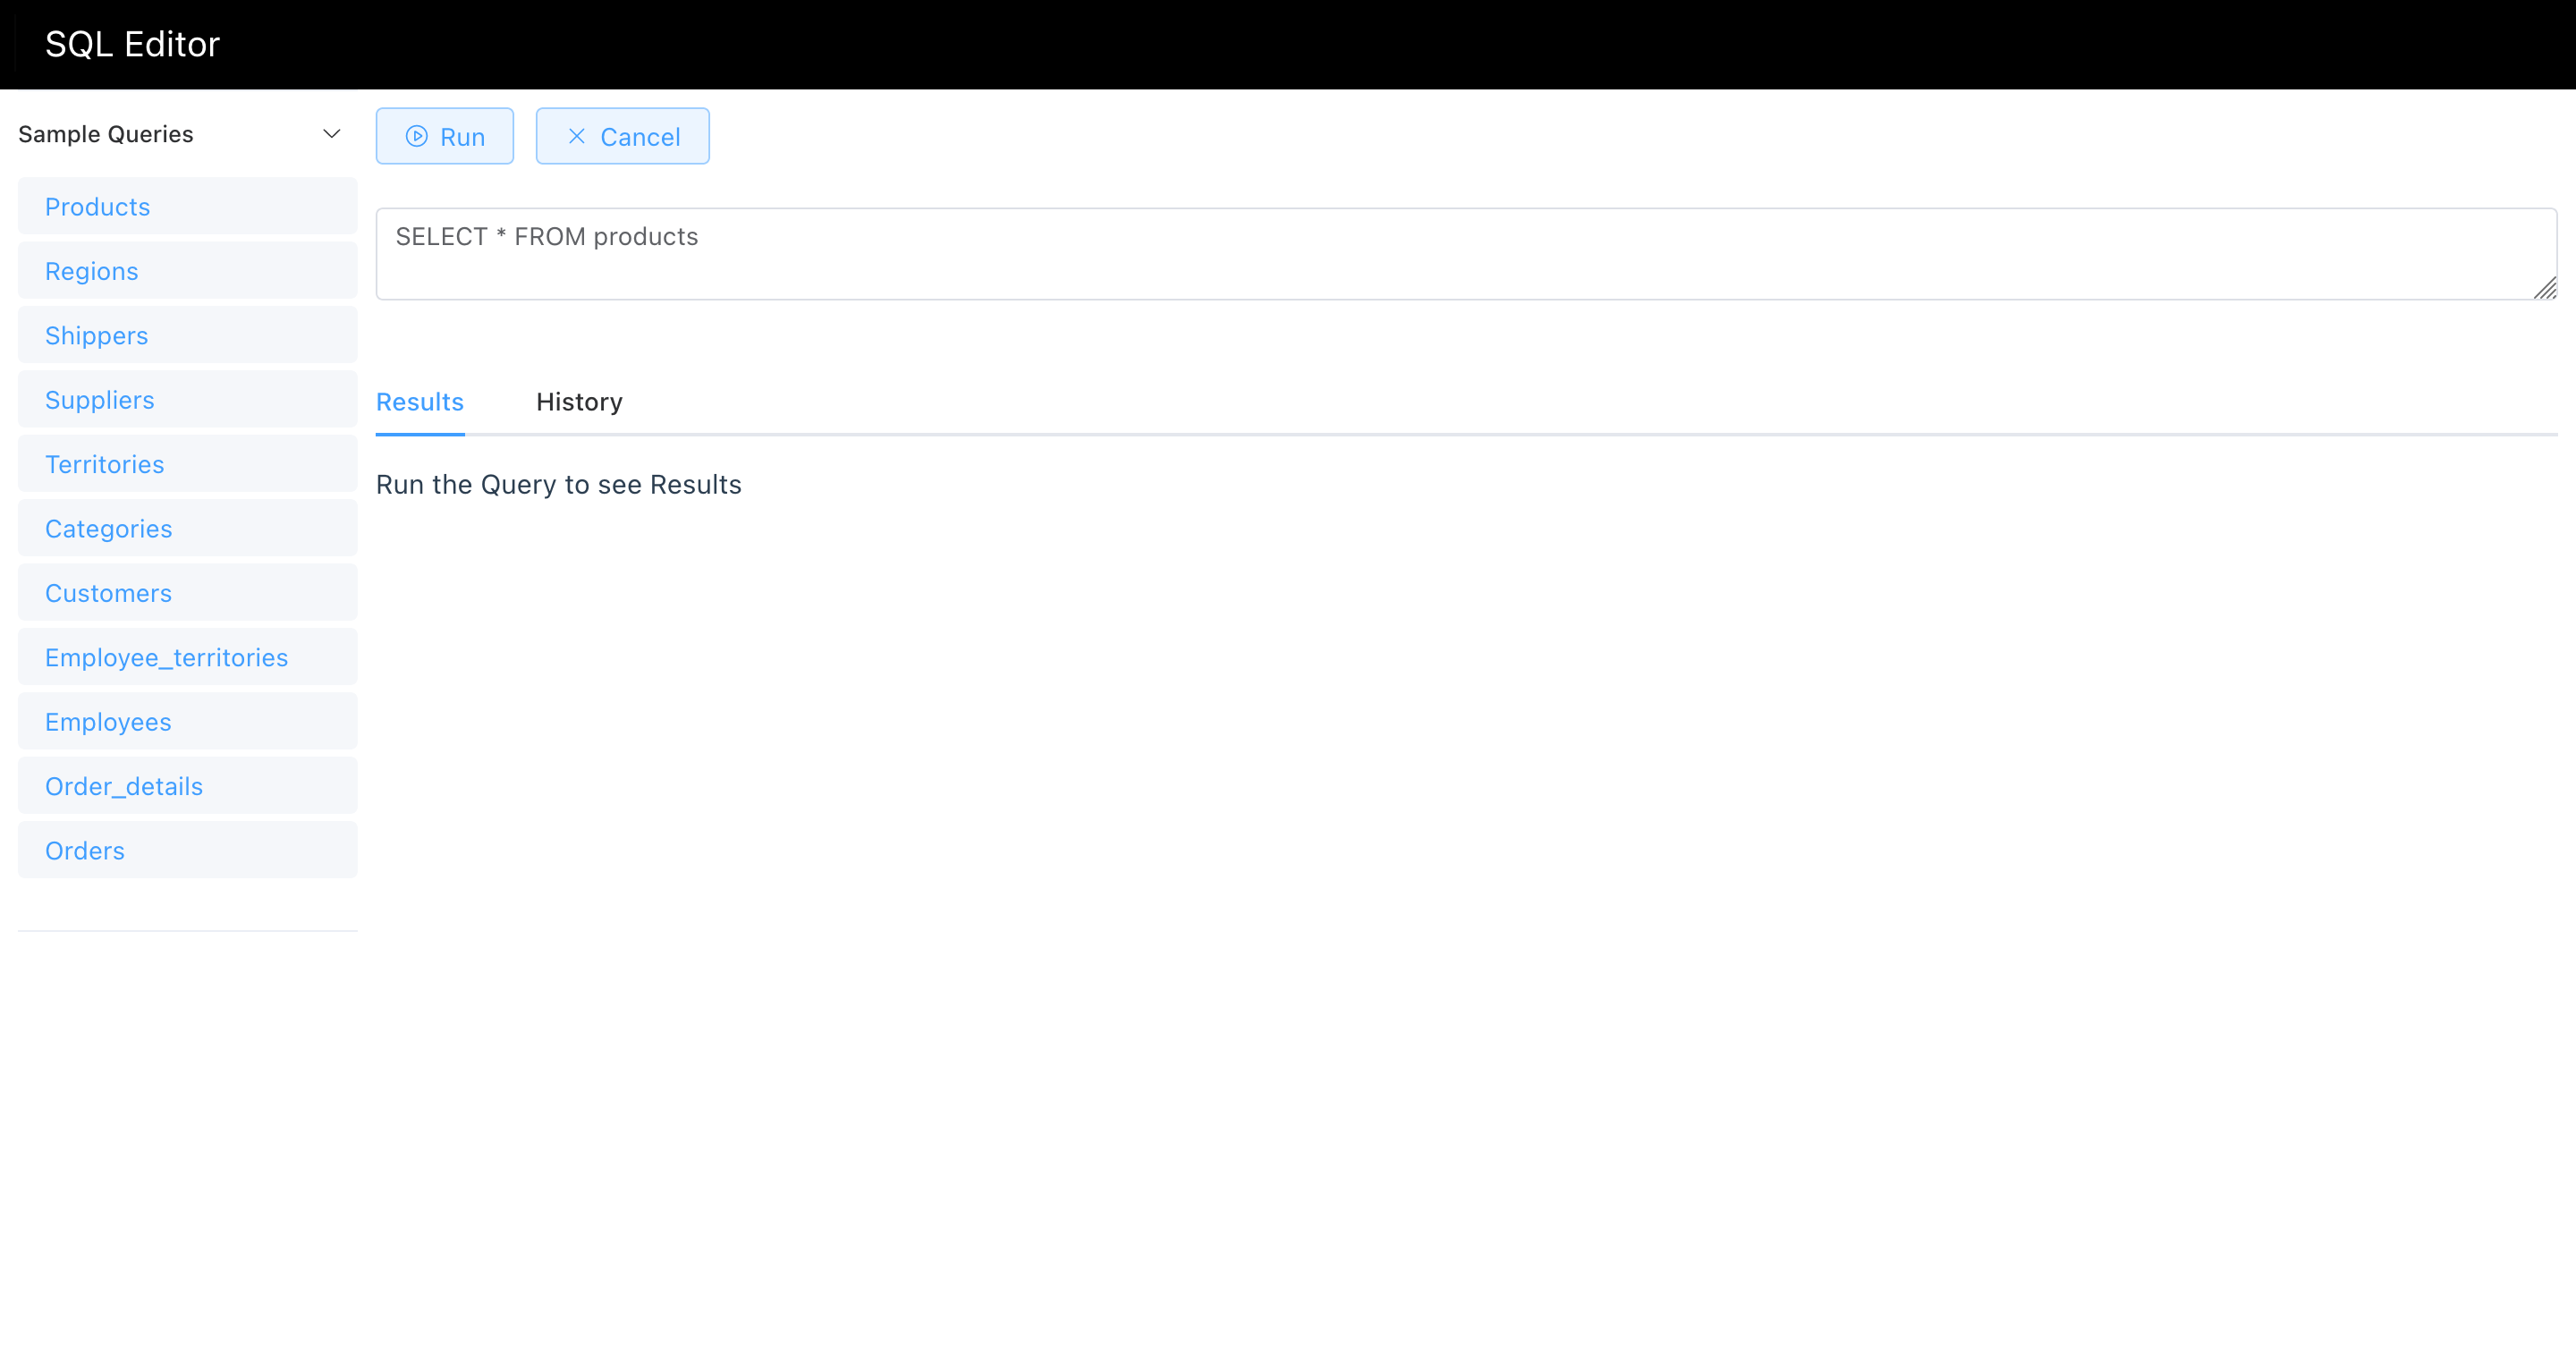 SQL Editor
Sample Queries
Products
Regions
Shippers
Suppliers
Territories
Categories
Customers
Employee_territories
Employees
Order_details
Orders
Run
Cancel
SELECT * FROM products
Results
History
Run the Query to see Results